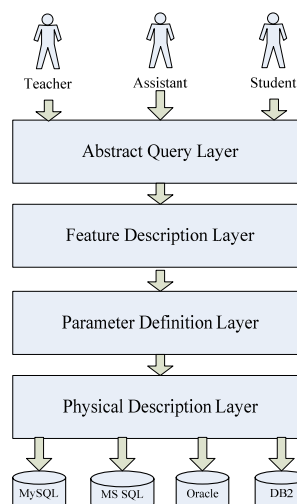 Teacher Assistant Student
Abstract Query Layer
Feature Description Layer
Parameter Definition Layer
Physical Description Layer
MySQL MS SQL Oracle DB2